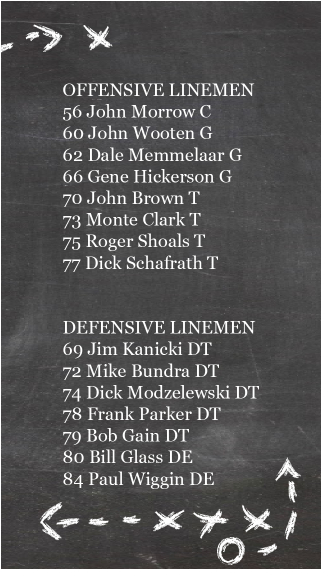 OFFENSIVE LINEMEN
56 John Morrow C
60 John Wooten G
62 Dale Memmelaar G
66 Gene Hickerson G
70 John Brown T
73 Monte Clark T
75 Roger Shoals T
77 Dick Schafrath T
DEFENSIVE LINEMEN
69 Jim Kanicki DT
72 Mike Bundra DT
74 Dick Modzelewski DT
78 Frank Parker DT
79 Bob Gain DT
80 Bill Glass DE
84 Paul Wiggin DE